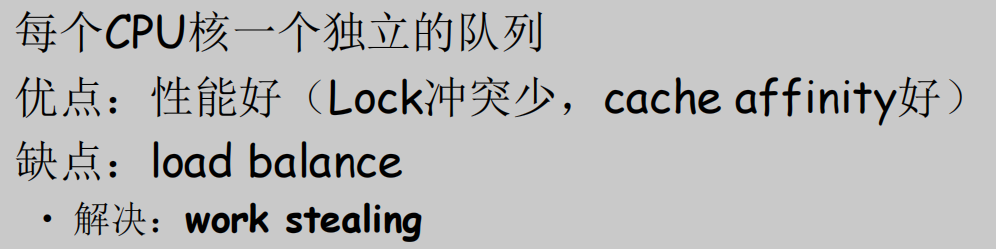 每个CPU核一个独立的队列
优点：性能好（Lock冲突少，cache affinity好）
缺点：load balance
• 解决：work stealing